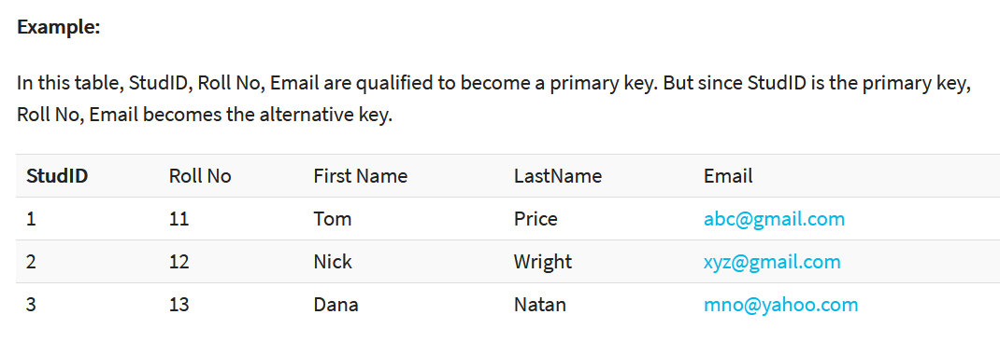 Example:
In this table, StudID, Roll No, Email are qualified to become a primary key. But since StudID is the primary key,
Roll No, Email becomes the alternative key.
StudID Roll No First Name LastName Email
1 11 Tom Price abc@gmail.com
2 12 Nick Wright xyz@gmail.com
3 13 Dana Natan mno@yahoo.com